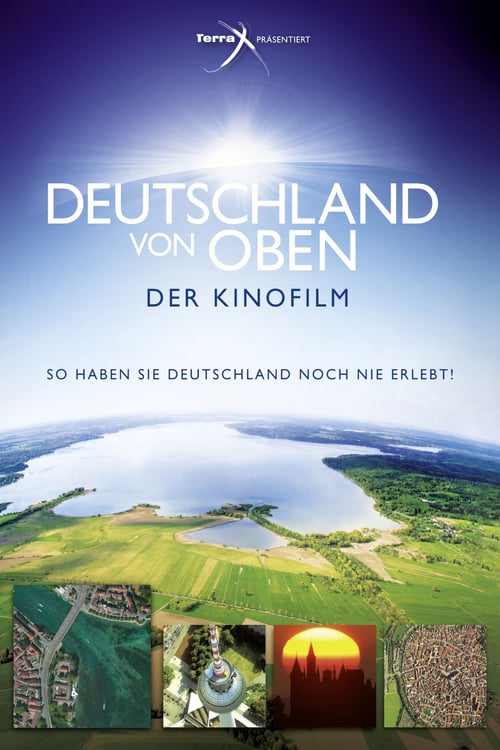 Terra X PRÄSENTIERT
DEUTSCHLAND
VON OBEN
DER KINOFILM
SO HABEN SIE DEUTSCHLAND NOCH NIE ERLEBT!